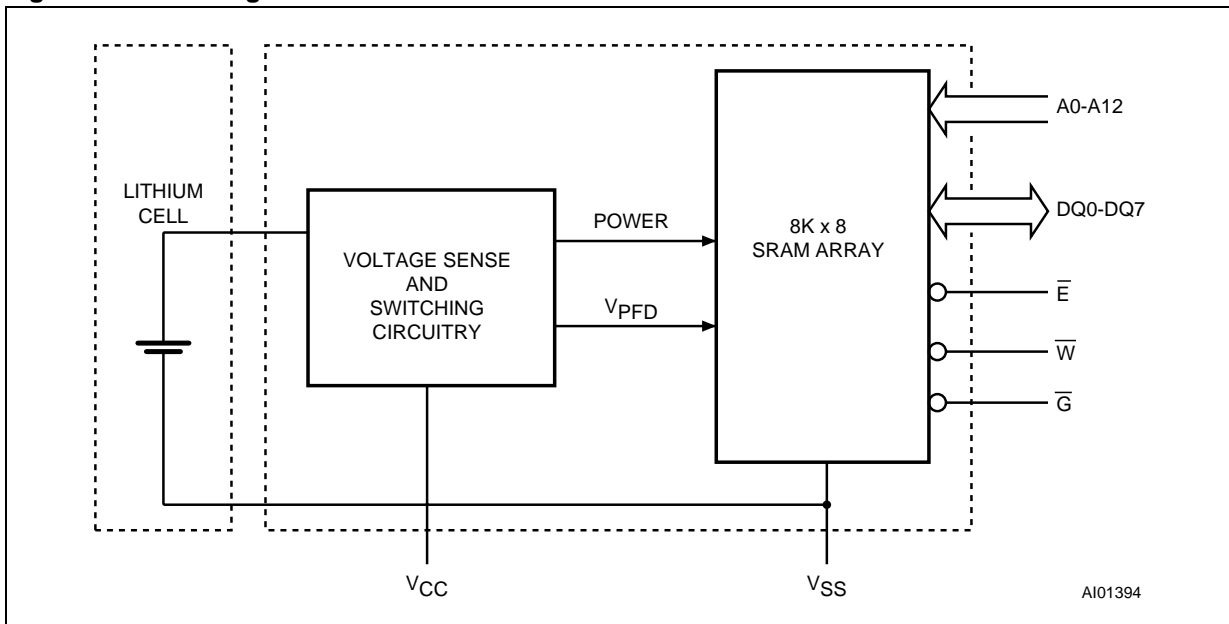 LITHIUM
CELL
VOLTAGE SENSE
AND
SWITCHING
CIRCUITRY
POWER
VPFD
8K x 8
SRAM ARRAY
A0-A12
DQ0-DQ7
E̅
W̅
G̅
VCC
VSS
AI01394